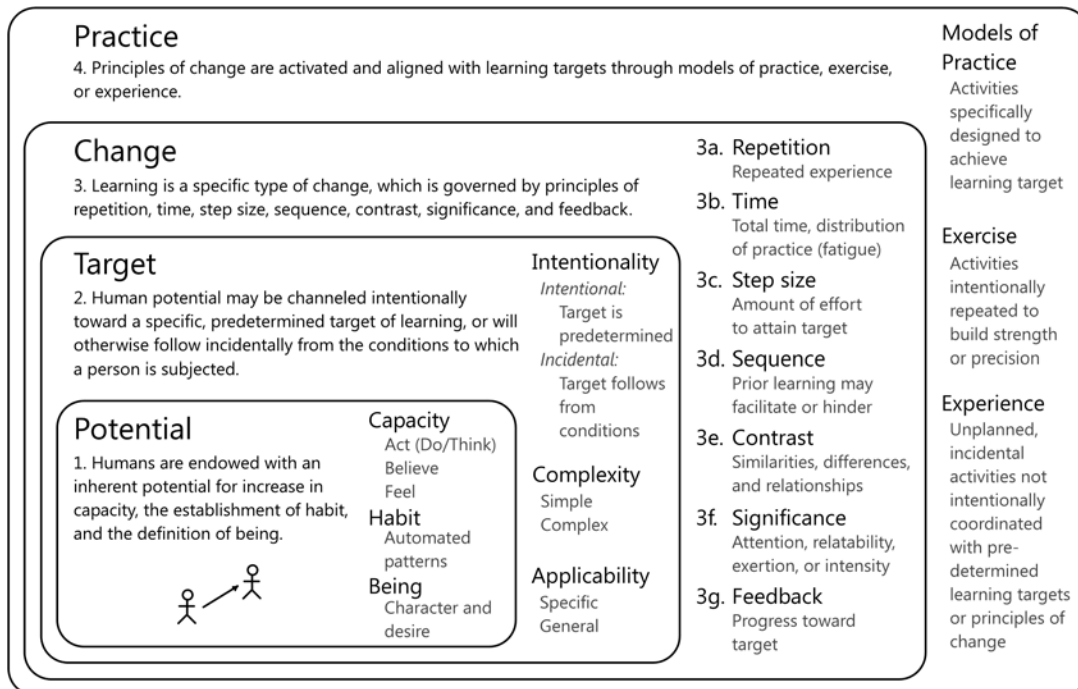 Practice
4. Principles of change are activated and aligned with learning targets through models of practice, exercise,
or experience.
Models of
Practice
Activities
specifically
designed to
achieve
learning target
Exercise
Activities
intentionally
repeated to
build strength
or precision
Experience
Unplanned,
incidental
activities not
intentionally
coordinated
with pre-
determined
learning targets
or principles of
change
Change
3. Learning is a specific type of change, which is governed by principles of
repetition, time, step size, sequence, contrast, significance, and feedback.
3a. Repetition
Repeated experience
3b. Time
Total time, distribution
of practice (fatigue)
3c. Step size
Amount of effort
to attain target
3d. Sequence
Prior learning may
facilitate or hinder
3e. Contrast
Similarities, differences,
and relationships
3f. Significance
Attention, relatability,
exertion, or intensity
3g. Feedback
Progress toward
target
Target
2. Human potential may be channeled intentionally
toward a specific, predetermined target of learning, or will
otherwise follow incidentally from the conditions to which
a person is subjected.
Intentionality
Intentional:
Target is
predetermined
Incidental:
Target follows
from
conditions
Complexity
Simple
Complex
Applicability
Specific
General
Potential
1. Humans are endowed with an
inherent potential for increase in
capacity, the establishment of habit,
and the definition of being.
Capacity
Act (Do/Think)
Believe
Feel
Habit
Automated
patterns
Being
Character and
desire